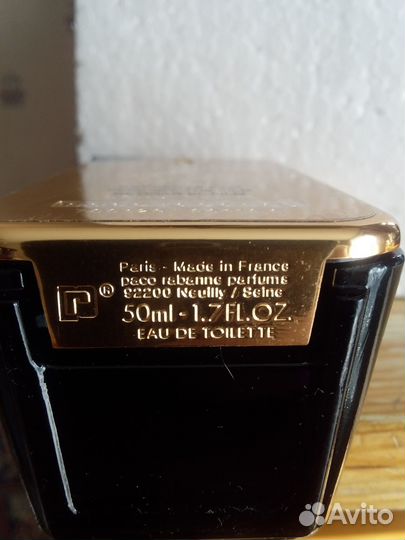 Paris - Made in France
paco rabanne parfums
92200 Neuilly / Seine
50ml - 1.7FL.OZ.
EAU DE TOILETTE
Avito